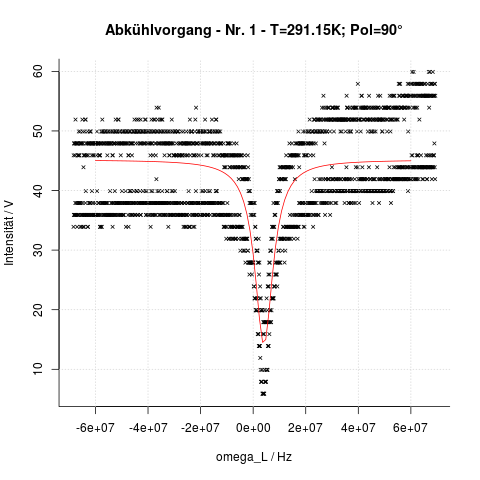 Abkühlvorgang - Nr. 1 - T=291.15K; Pol=90°
Intensität / V
60
50
40
30
20
10
-6e+07 -4e+07 -2e+07 0e+00 2e+07 4e+07 6e+07
omega_L / Hz